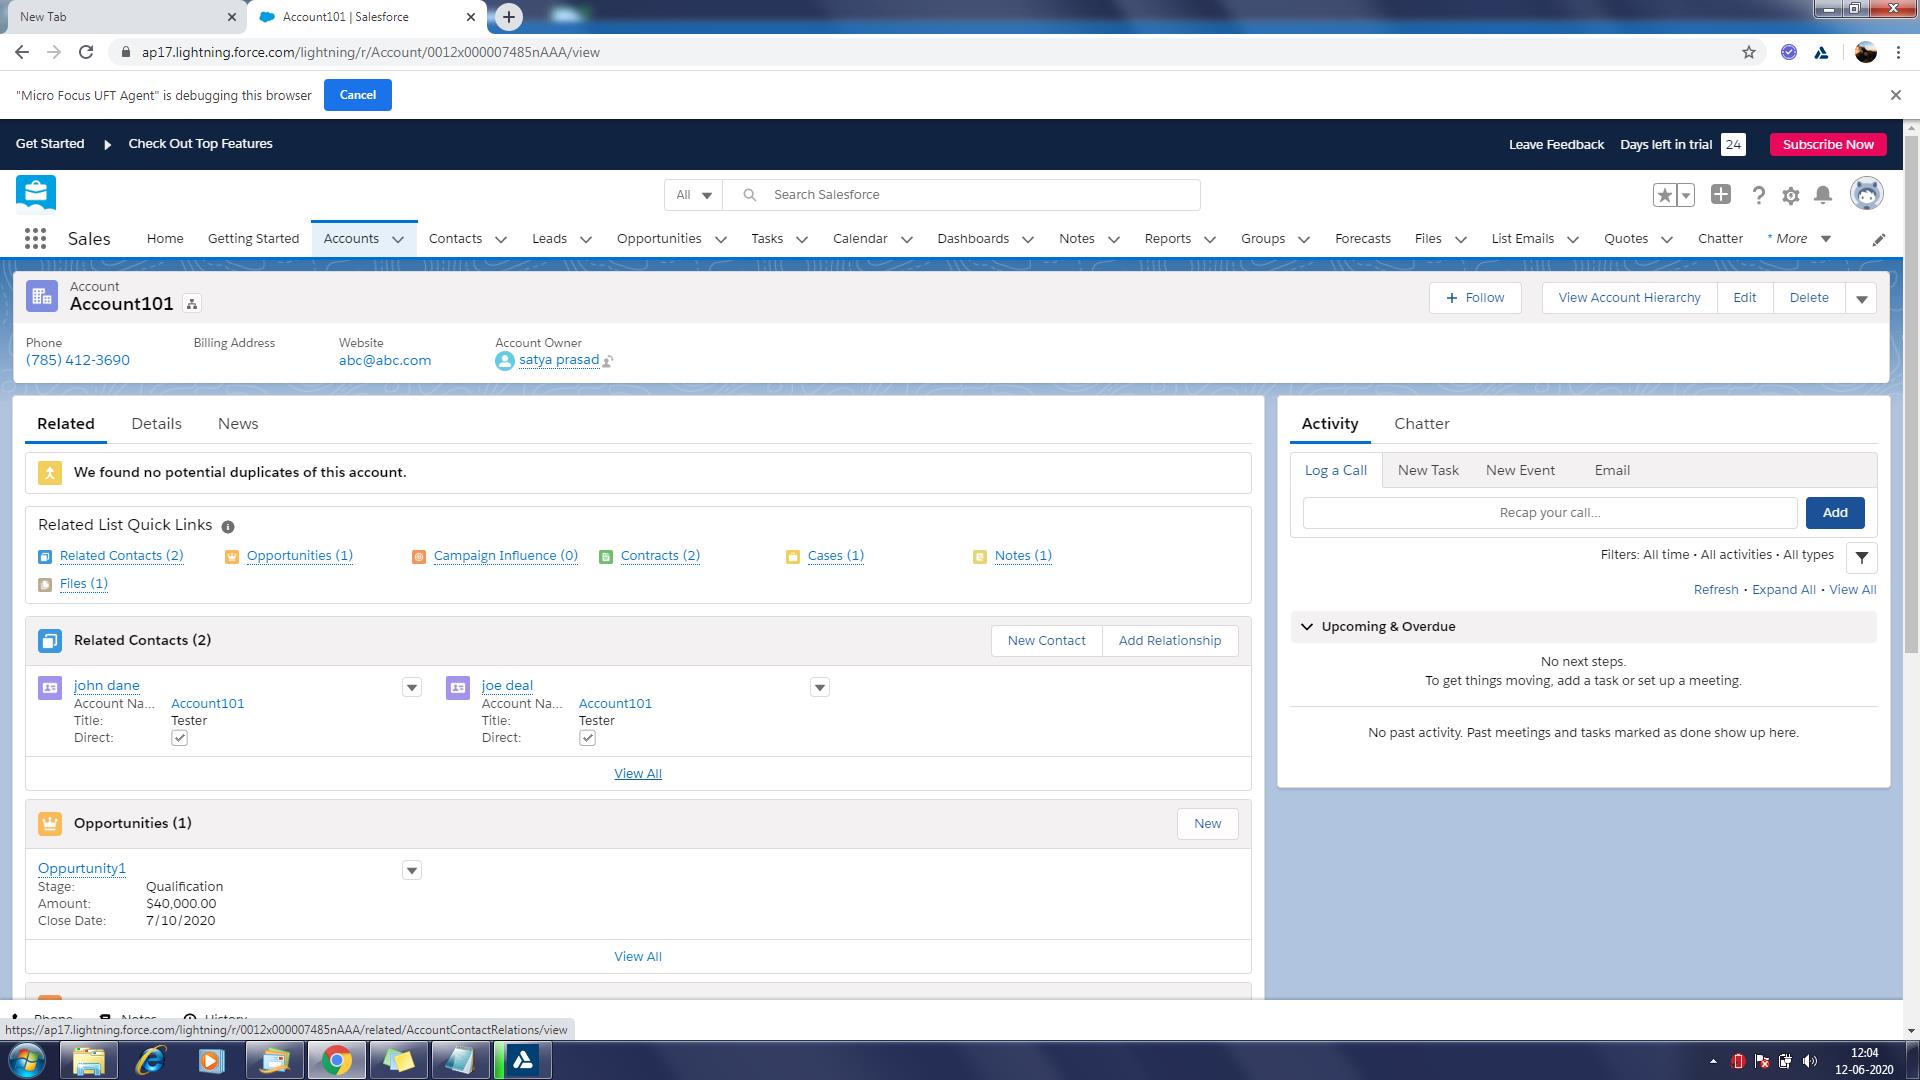 New Tab
Account101 | Salesforce
ap17.lightning.force.com/lightning/r/Account/0012x000007485nAAA/view
"Micro Focus UFT Agent" is debugging this browser
Cancel
Get Started
Check Out Top Features
Leave Feedback
Days left in trial
24
Subscribe Now
All
Search Salesforce
Sales
Home
Getting Started
Accounts
Contacts
Leads
Opportunities
Tasks
Calendar
Dashboards
Notes
Reports
Groups
Forecasts
Files
List Emails
Quotes
Chatter
* More
Account
Account101
Follow
View Account Hierarchy
Edit
Delete
Phone
(785) 412-3690
Billing Address
Website
abc@abc.com
Account Owner
satya prasad
Related
Details
News
We found no potential duplicates of this account.
Related List Quick Links
Related Contacts (2)
Opportunities (1)
Campaign Influence (0)
Contracts (2)
Cases (1)
Notes (1)
Files (1)
Related Contacts (2)
New Contact
Add Relationship
john dane
Account Na...
Account101
Title:
Tester
Direct:
joe deal
Account Na...
Account101
Title:
Tester
Direct:
View All
Opportunities (1)
New
Oppurtunity1
Stage:
Qualification
Amount:
$40,000.00
Close Date:
7/10/2020
View All
Activity
Chatter
Log a Call
New Task
New Event
Email
Recap your call...
Add
Filters: All time • All activities • All types
Refresh • Expand All • View All
Upcoming & Overdue
No next steps.
To get things moving, add a task or set up a meeting.
No past activity. Past meetings and tasks marked as done show up here.
Phone
Notes
History
https://ap17.lightning.force.com/lightning/r/0012x000007485nAAA/related/AccountContactRelations/view
12:04
12-06-2020